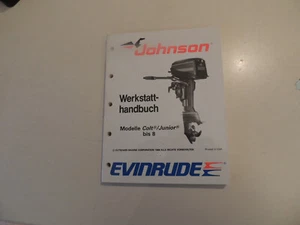 Johnson
Werkstatt-
handbuch
Modelle Colt®/Junior®
bis 8
EVINRUDE